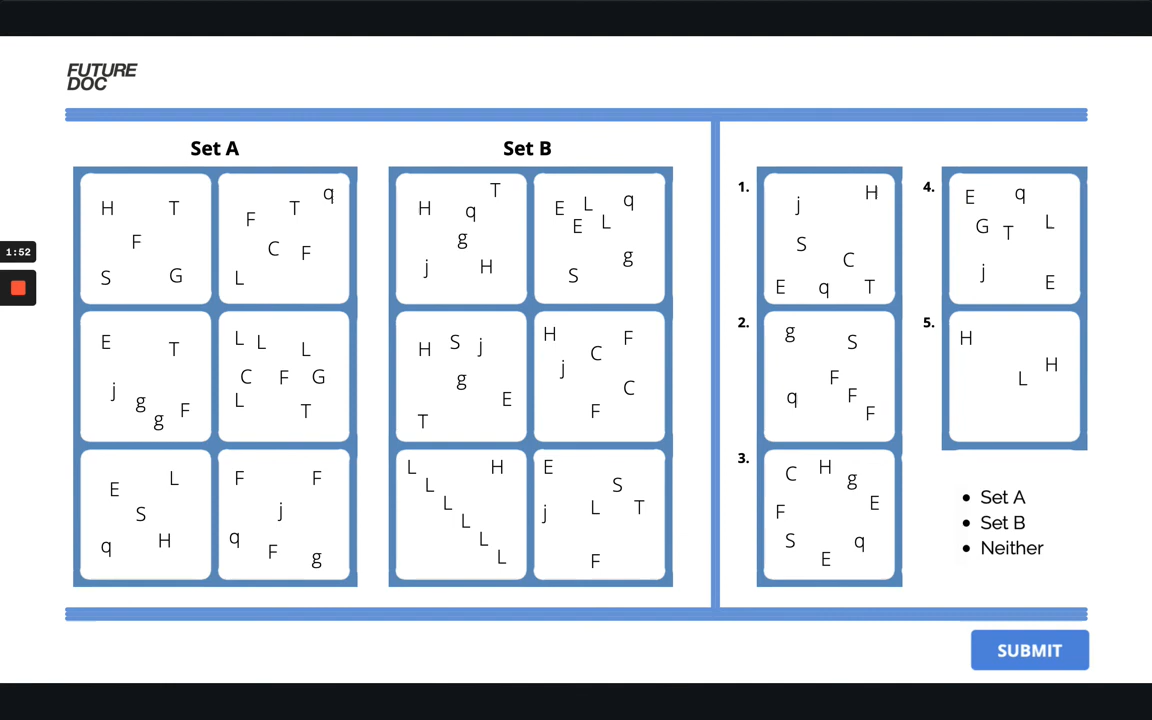 FUTURE
DOC
1:52
Set A
Set B
H T
F
S G
q
T
F
C F
L
T
H q
g
j H
E L q
E L
g
S
E T
j
g F
g
L L L
C F G
L T
H S j
g
E
T
H F
C
j
C
F
L
E
S
q H
F F
j
q F g
L H
L
L
L
L
L
E
S
j L T
F
1.
H
j
S
C
E q T
2.
g S
F
q F
F
3.
C H g
E
F
S q
E
4.
E q
G T L
j E
5.
H
L H
• Set A
• Set B
• Neither
SUBMIT